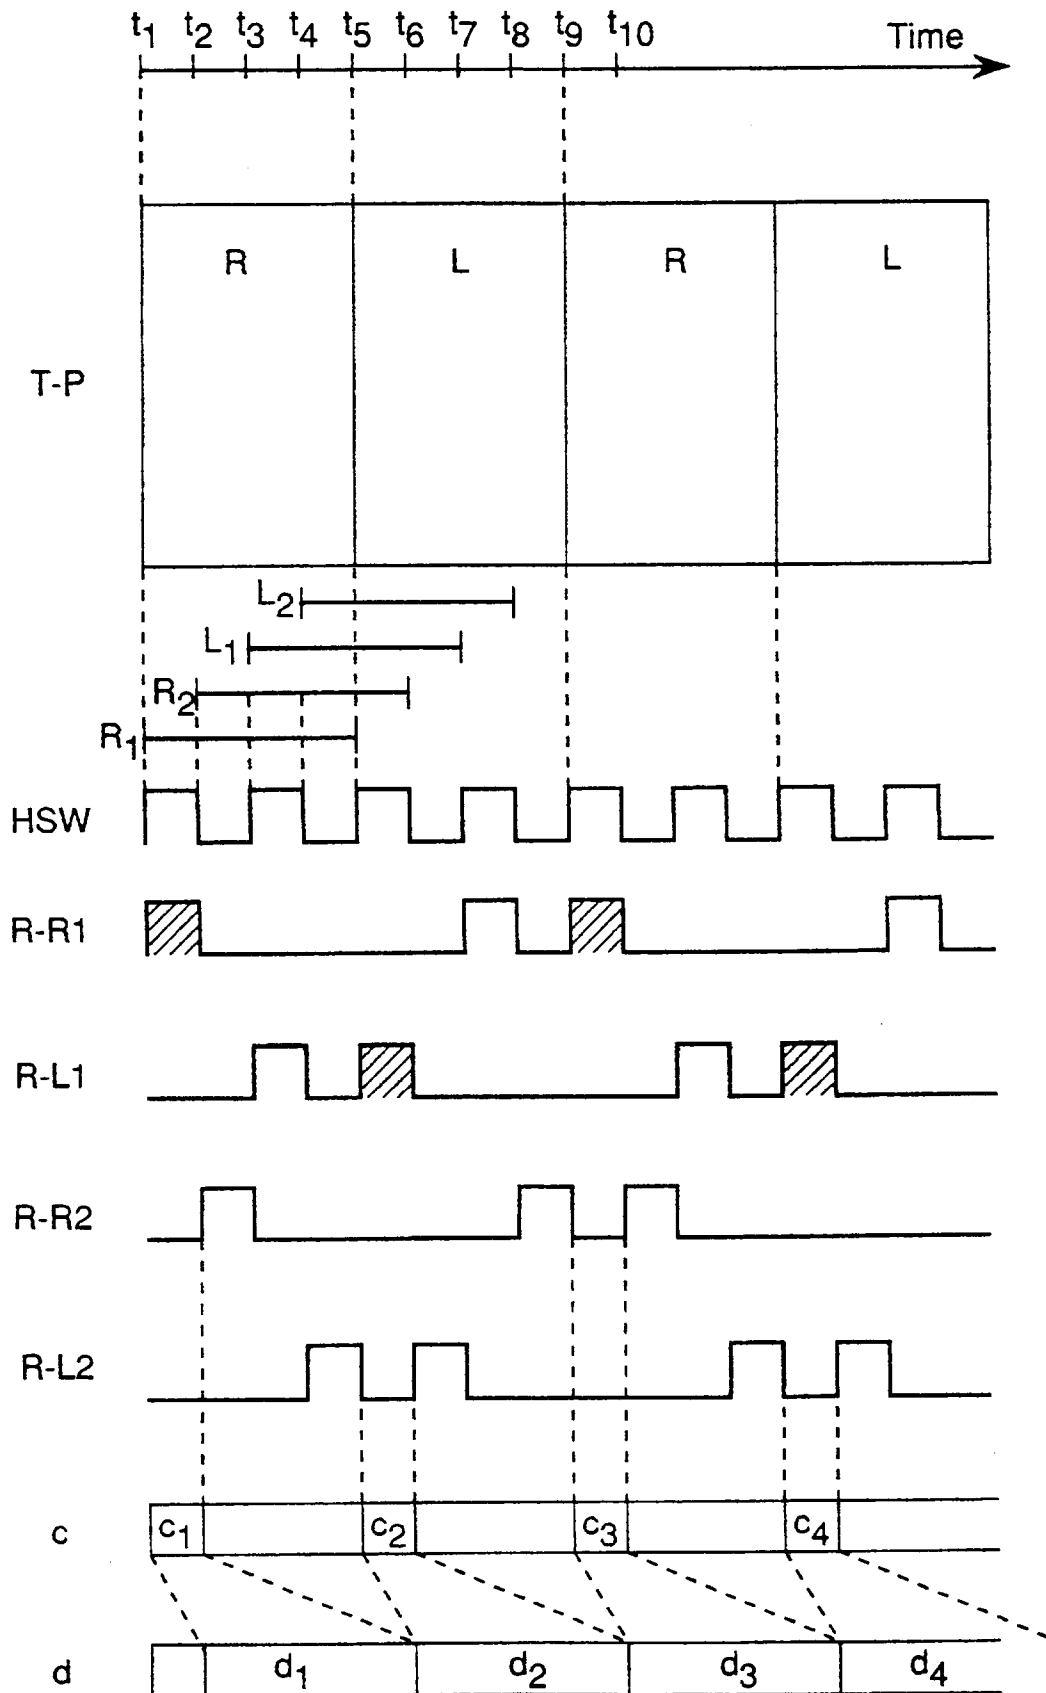 t1 t2 t3 t4 t5 t6 t7 t8 t9 t10 Time
R L R L
T-P
L2
L1
R2
R1
HSW
R-R1
R-L1
R-R2
R-L2
c c1 c2 c3 c4
d d1 d2 d3 d4